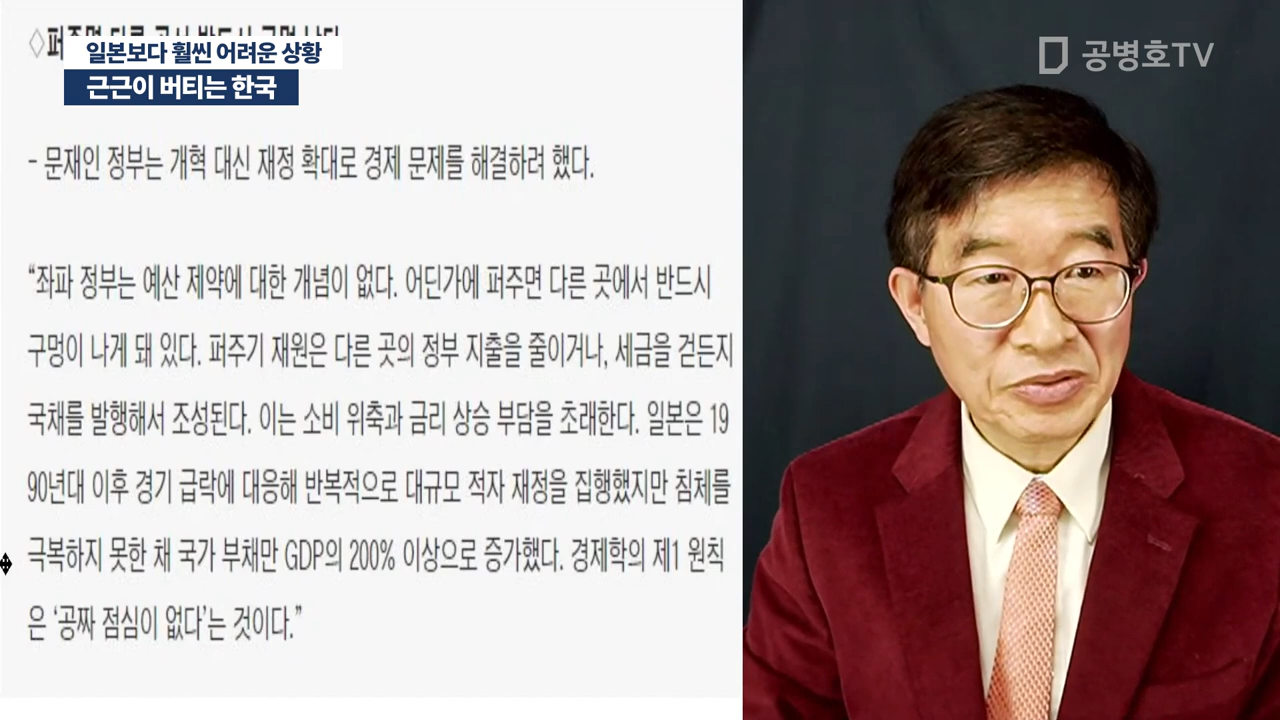 일본보다 훨씬 어려운 상황
근근이 버티는 한국
공병호TV
- 문재인 정부는 개혁 대신 재정 확대로 경제 문제를 해결하려 했다.
“좌파 정부는 예산 제약에 대한 개념이 없다. 어딘가에 퍼주면 다른 곳에서 반드시
구멍이 나게 돼 있다. 퍼주기 재원은 다른 곳의 정부 지출을 줄이거나, 세금을 걷든지
국채를 발행해서 조성된다. 이는 소비 위축과 금리 상승 부담을 초래한다. 일본은 19
90년대 이후 경기 급락에 대응해 반복적으로 대규모 적자 재정을 집행했지만 침체를
극복하지 못한 채 국가 부채만 GDP의 200% 이상으로 증가했다. 경제학의 제1 원칙
은 ‘공짜 점심이 없다’는 것이다.”